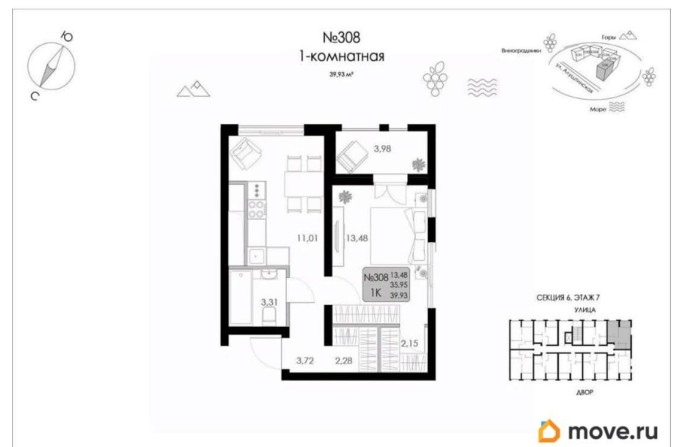 №308
1-комнатная
39,93 м²
Ю
С
Горы
Виноградники
ул. Алуштинская
Море
3,98
11,01
13,48
№308
1К
13,48
35,95
39,93
3,31
2,15
3,72
2,28
СЕКЦИЯ 6, ЭТАЖ 7
УЛИЦА
ДВОР
move.ru